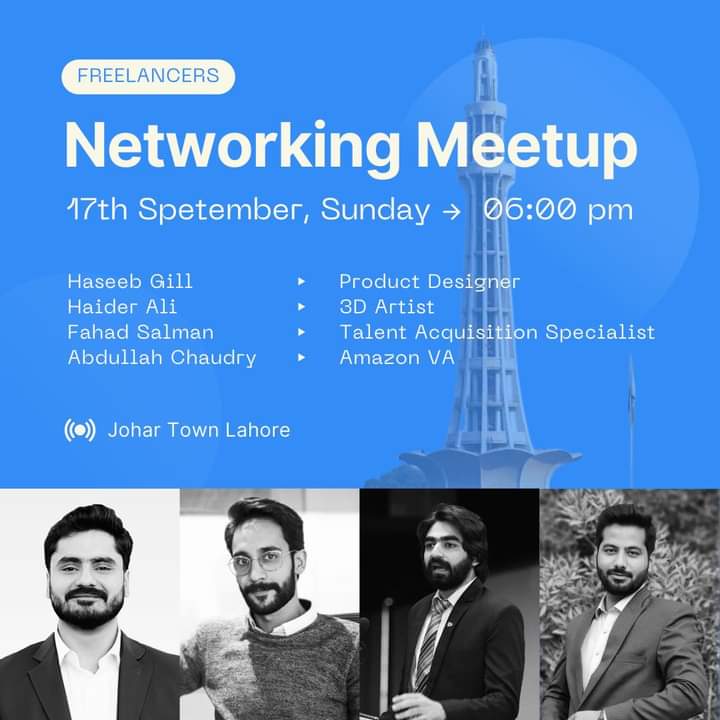 FREELANCERS
Networking Meetup
17th Spetember, Sunday → 06:00 pm
Haseeb Gill ▸ Product Designer
Haider Ali ▸ 3D Artist
Fahad Salman ▸ Talent Acquisition Specialist
Abdullah Chaudry ▸ Amazon VA
Johar Town Lahore